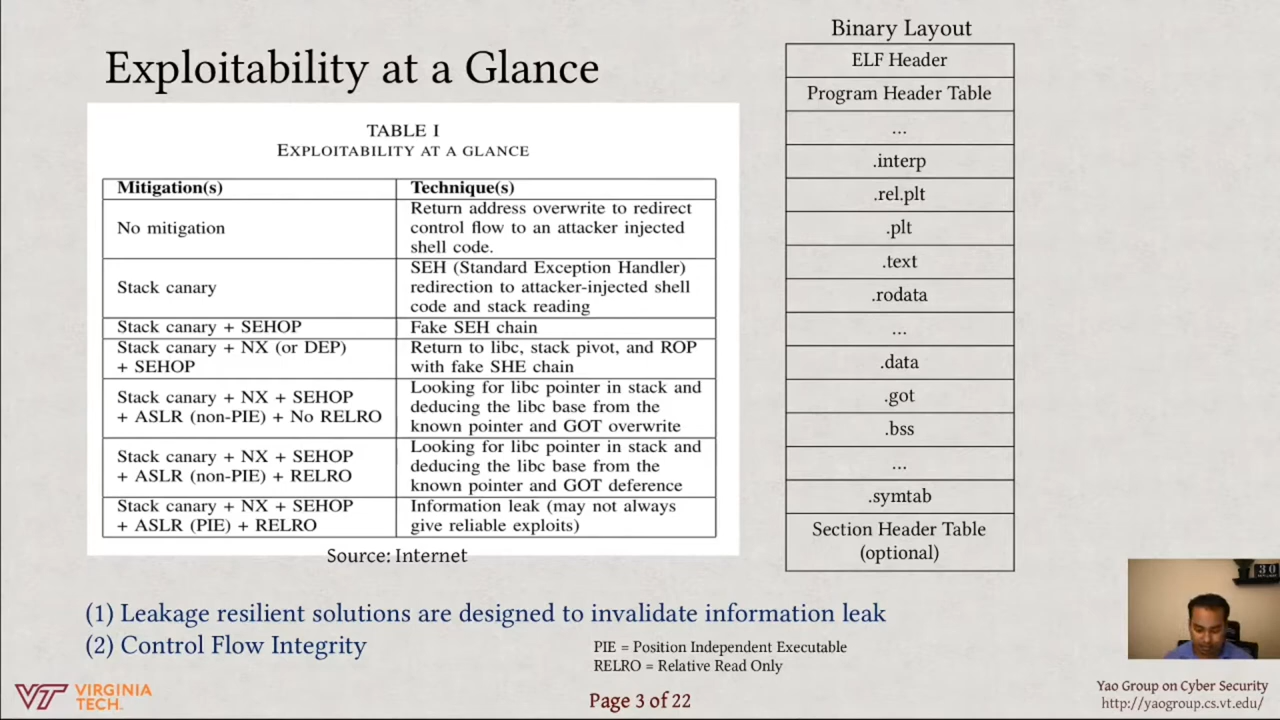 Exploitability at a Glance
TABLE I
EXPLOITABILITY AT A GLANCE
Mitigation(s) Technique(s)
No mitigation
Return address overwrite to redirect
control flow to an attacker injected
shell code.
Stack canary
SEH (Standard Exception Handler)
redirection to attacker-injected shell
code and stack reading
Stack canary + SEHOP
Fake SEH chain
Stack canary + NX (or DEP)
+ SEHOP
Return to libc, stack pivot, and ROP
with fake SHE chain
Stack canary + NX + SEHOP
+ ASLR (non-PIE) + No RELRO
Looking for libc pointer in stack and
deducing the libc base from the
known pointer and GOT overwrite
Stack canary + NX + SEHOP
+ ASLR (non-PIE) + RELRO
Looking for libc pointer in stack and
deducing the libc base from the
known pointer and GOT deference
Stack canary + NX + SEHOP
+ ASLR (PIE) + RELRO
Information leak (may not always
give reliable exploits)
Source: Internet
Binary Layout
ELF Header
Program Header Table
...
.interp
.rel.plt
.plt
.text
.rodata
...
.data
.got
.bss
...
.symtab
Section Header Table
(optional)
(1) Leakage resilient solutions are designed to invalidate information leak
(2) Control Flow Integrity
PIE = Position Independent Executable
RELRO = Relative Read Only
VT VIRGINIA
TECH.
Page 3 of 22
Yao Group on Cyber Security
http://yaogroup.cs.vt.edu/
30